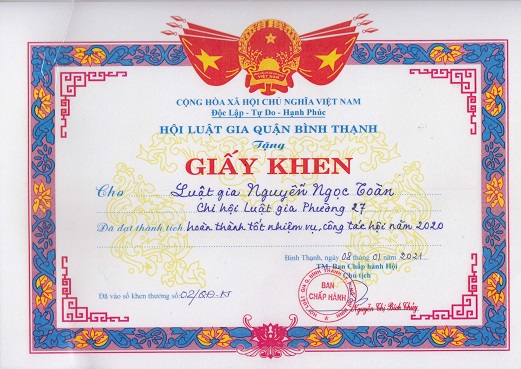 VIỆT NAM
CỘNG HÒA XÃ HỘI CHỦ NGHĨA VIỆT NAM
Độc Lập - Tự Do - Hạnh Phúc
HỘI LUẬT GIA QUẬN BÌNH THẠNH
Tặng
GIẤY KHEN
Cho Luật gia Nguyễn Ngọc Toàn
Chi hội Luật gia Phường 27
Đã đạt thành tích hoàn thành tốt nhiệm vụ, công tác hội năm 2020
Bình Thạnh, ngày 08 tháng 01 năm 2021
TM. Ban Chấp hành Hội
Chủ tịch
BAN
CHẤP HÀNH
Đã vào sổ khen thưởng số: 02/QĐ-KT
Nguyễn Thị Bích Thủy